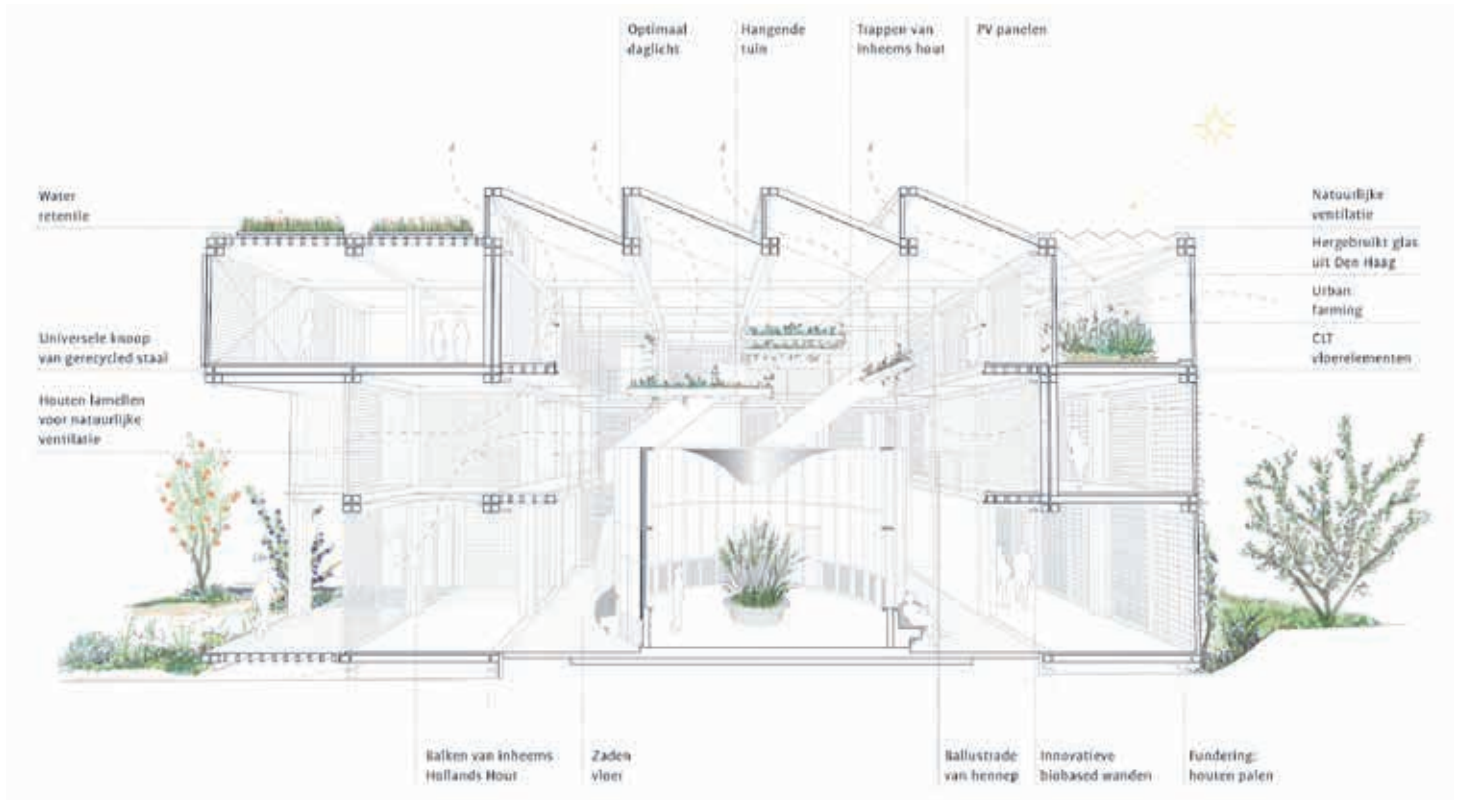 Optimaal
daglicht
Hangende
tuin
Trappen van
inheems hout
PV panelen
Water
retentie
Universele knoop
van gerecycled staal
Houten lamellen
voor natuurlijke
ventilatie
Natuurlijke
ventilatie
Hergebruikt glas
uit Den Haag
Urban
farming
CLT
vloerelementen
Balken van inheems
Hollands Hout
Zaden
vloer
Ballustrade
van hennep
Innovatieve
biobased wanden
Fundering:
houten palen